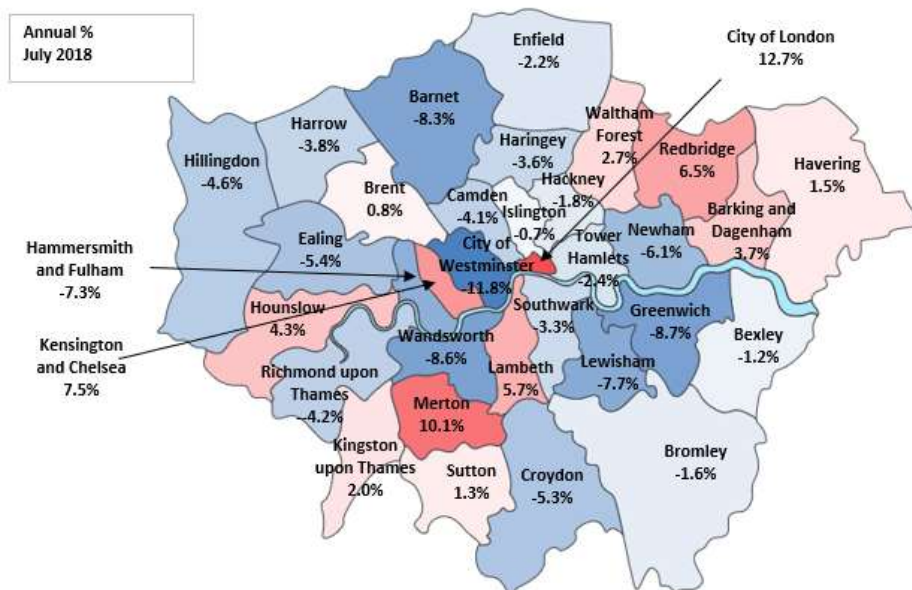 Annual %
July 2018
Enfield
-2.2%
City of London
12.7%
Barnet
-8.3%
Harrow
-3.8%
Haringey
-3.6%
Waltham
Forest
2.7%
Redbridge
6.5%
Havering
1.5%
Hillingdon
-4.6%
Brent
0.8%
Camden
-4.1%
Hackney
-1.8%
Islington
-0.7%
Barking and
Dagenham
3.7%
Ealing
-5.4%
City of
Westminster
-11.8%
Tower
Hamlets
-2.4%
Newham
-6.1%
Hammersmith
and Fulham
-7.3%
Hounslow
4.3%
Southwark
-3.3%
Greenwich
-8.7%
Bexley
-1.2%
Kensington
and Chelsea
7.5%
Wandsworth
-8.6%
Lewisham
-7.7%
Richmond upon
Thames
--4.2%
Lambeth
5.7%
Merton
10.1%
Kingston
upon Thames
2.0%
Sutton
1.3%
Croydon
-5.3%
Bromley
-1.6%